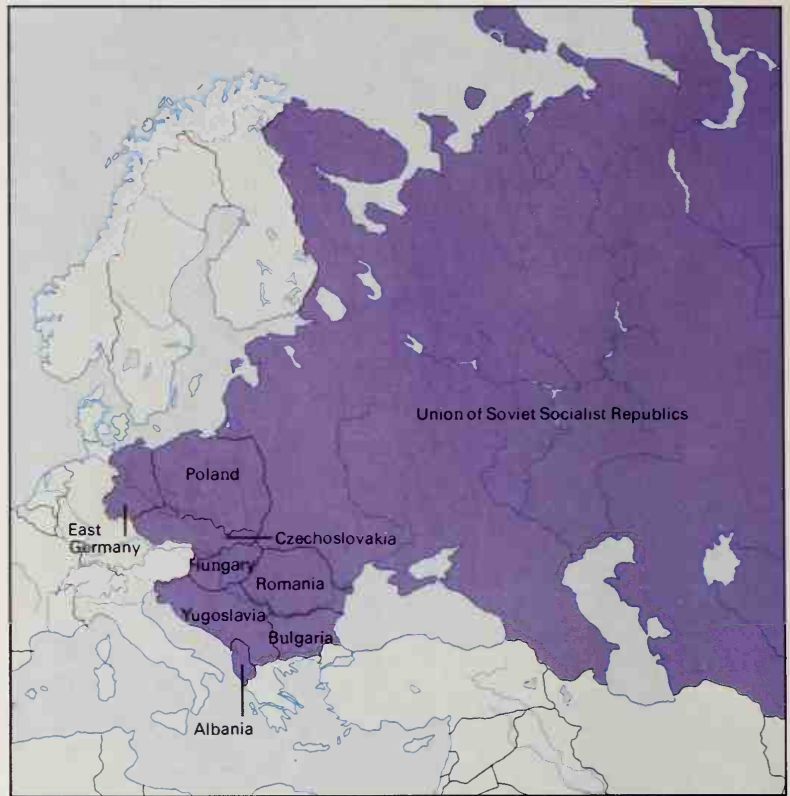 Union of Soviet Socialist Republics
Poland
East
Germany
Czechoslovakia
Hungary
Romania
Yugoslavia
Bulgaria
Albania